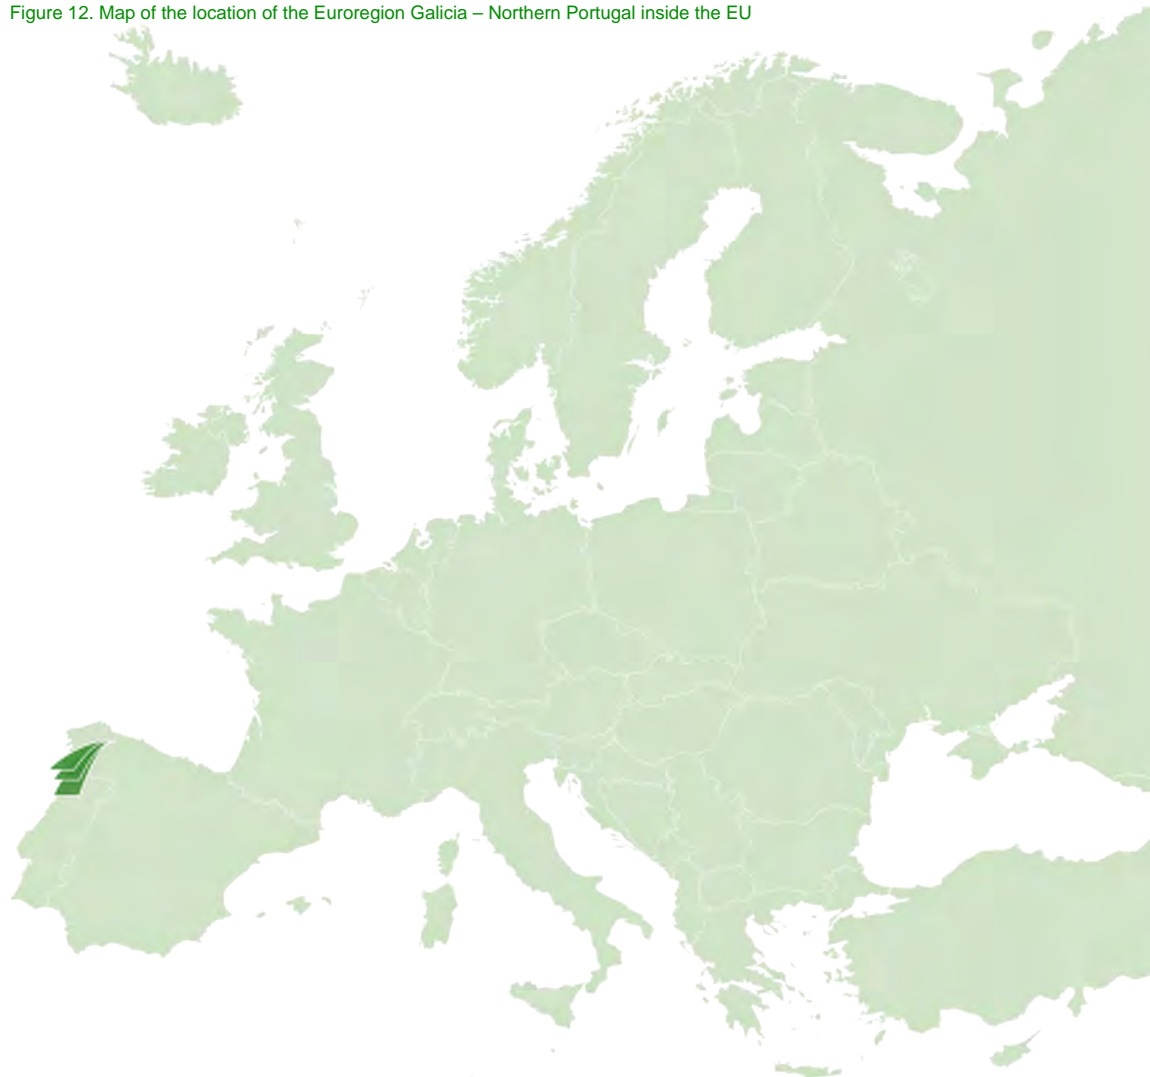 Figure 12. Map of the location of the Euroregion Galicia – Northern Portugal inside the EU